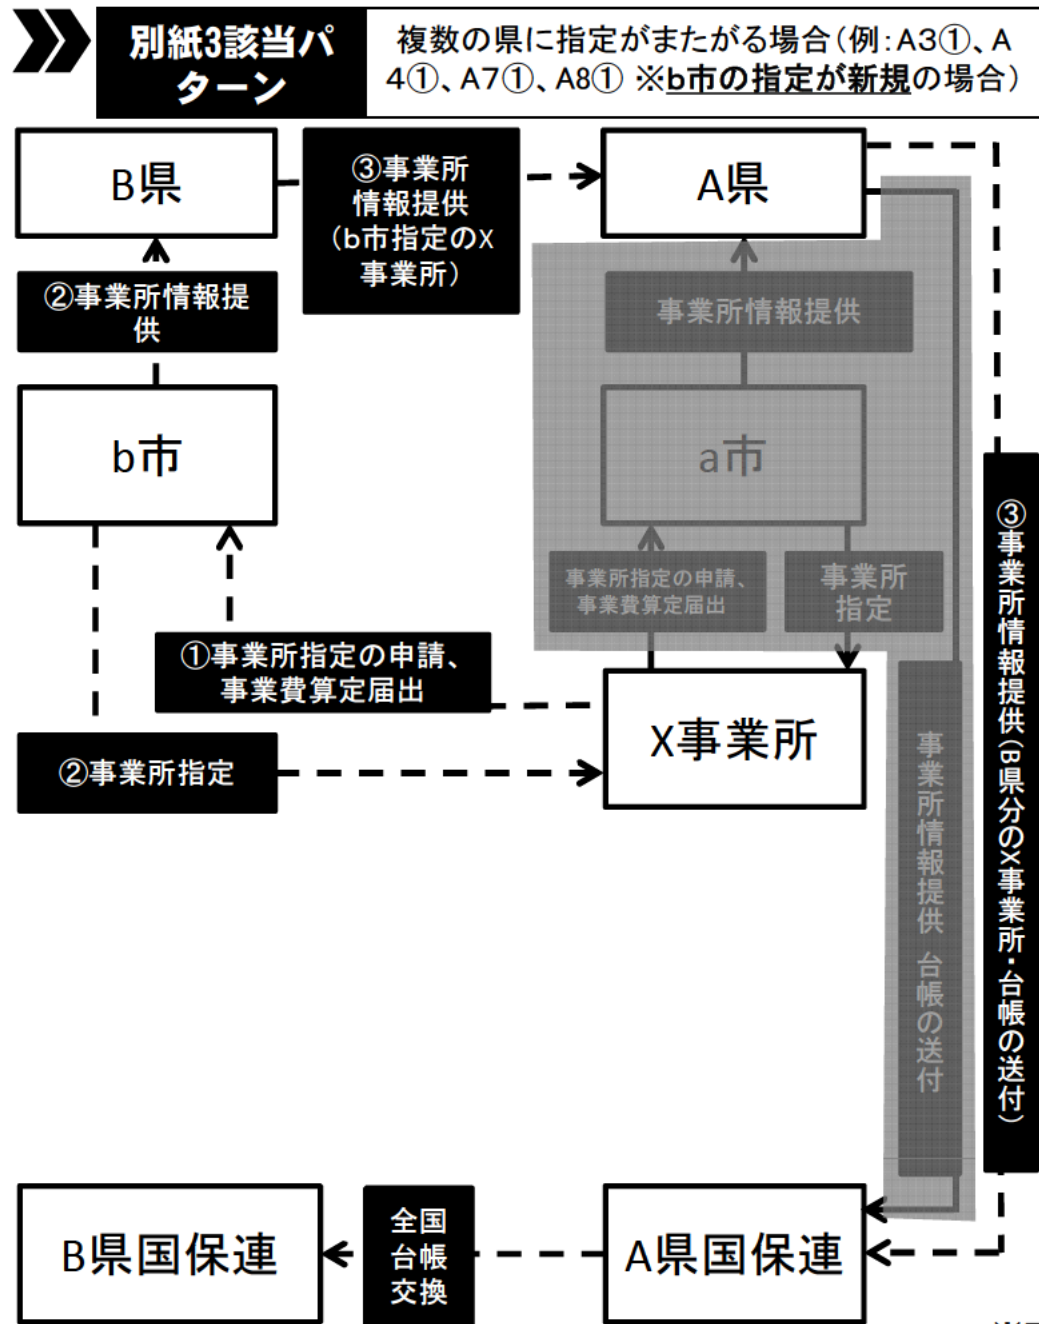 別紙3該当パ
ターン
複数の県に指定がまたがる場合(例:A3①、A
4①、A7①、A8① ※b市の指定が新規の場合)
B県
③事業所
情報提供
(b市指定のX
事業所)
A県
②事業所情報提
供
事業所情報提供
b市
a市
事業所指定の申請、
事業費算定届出
事業所
指定
①事業所指定の申請、
事業費算定届出
X事業所
②事業所指定
事業所情報提供 台帳の送付
③事業所情報提供(B県分のX事業所・台帳の送付)
B県国保連
全国
台帳
交換
A県国保連